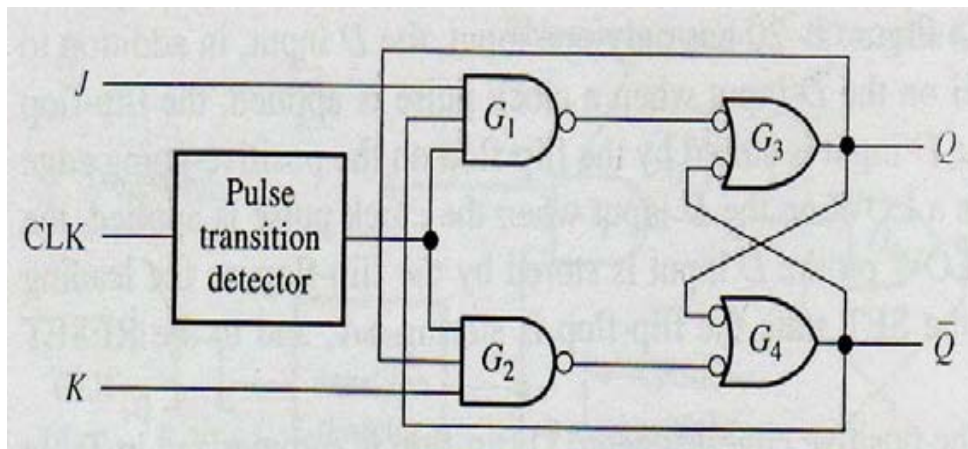 J
G1
G3
Q
Pulse
transition
detector
CLK
G2
G4
Q̅
K